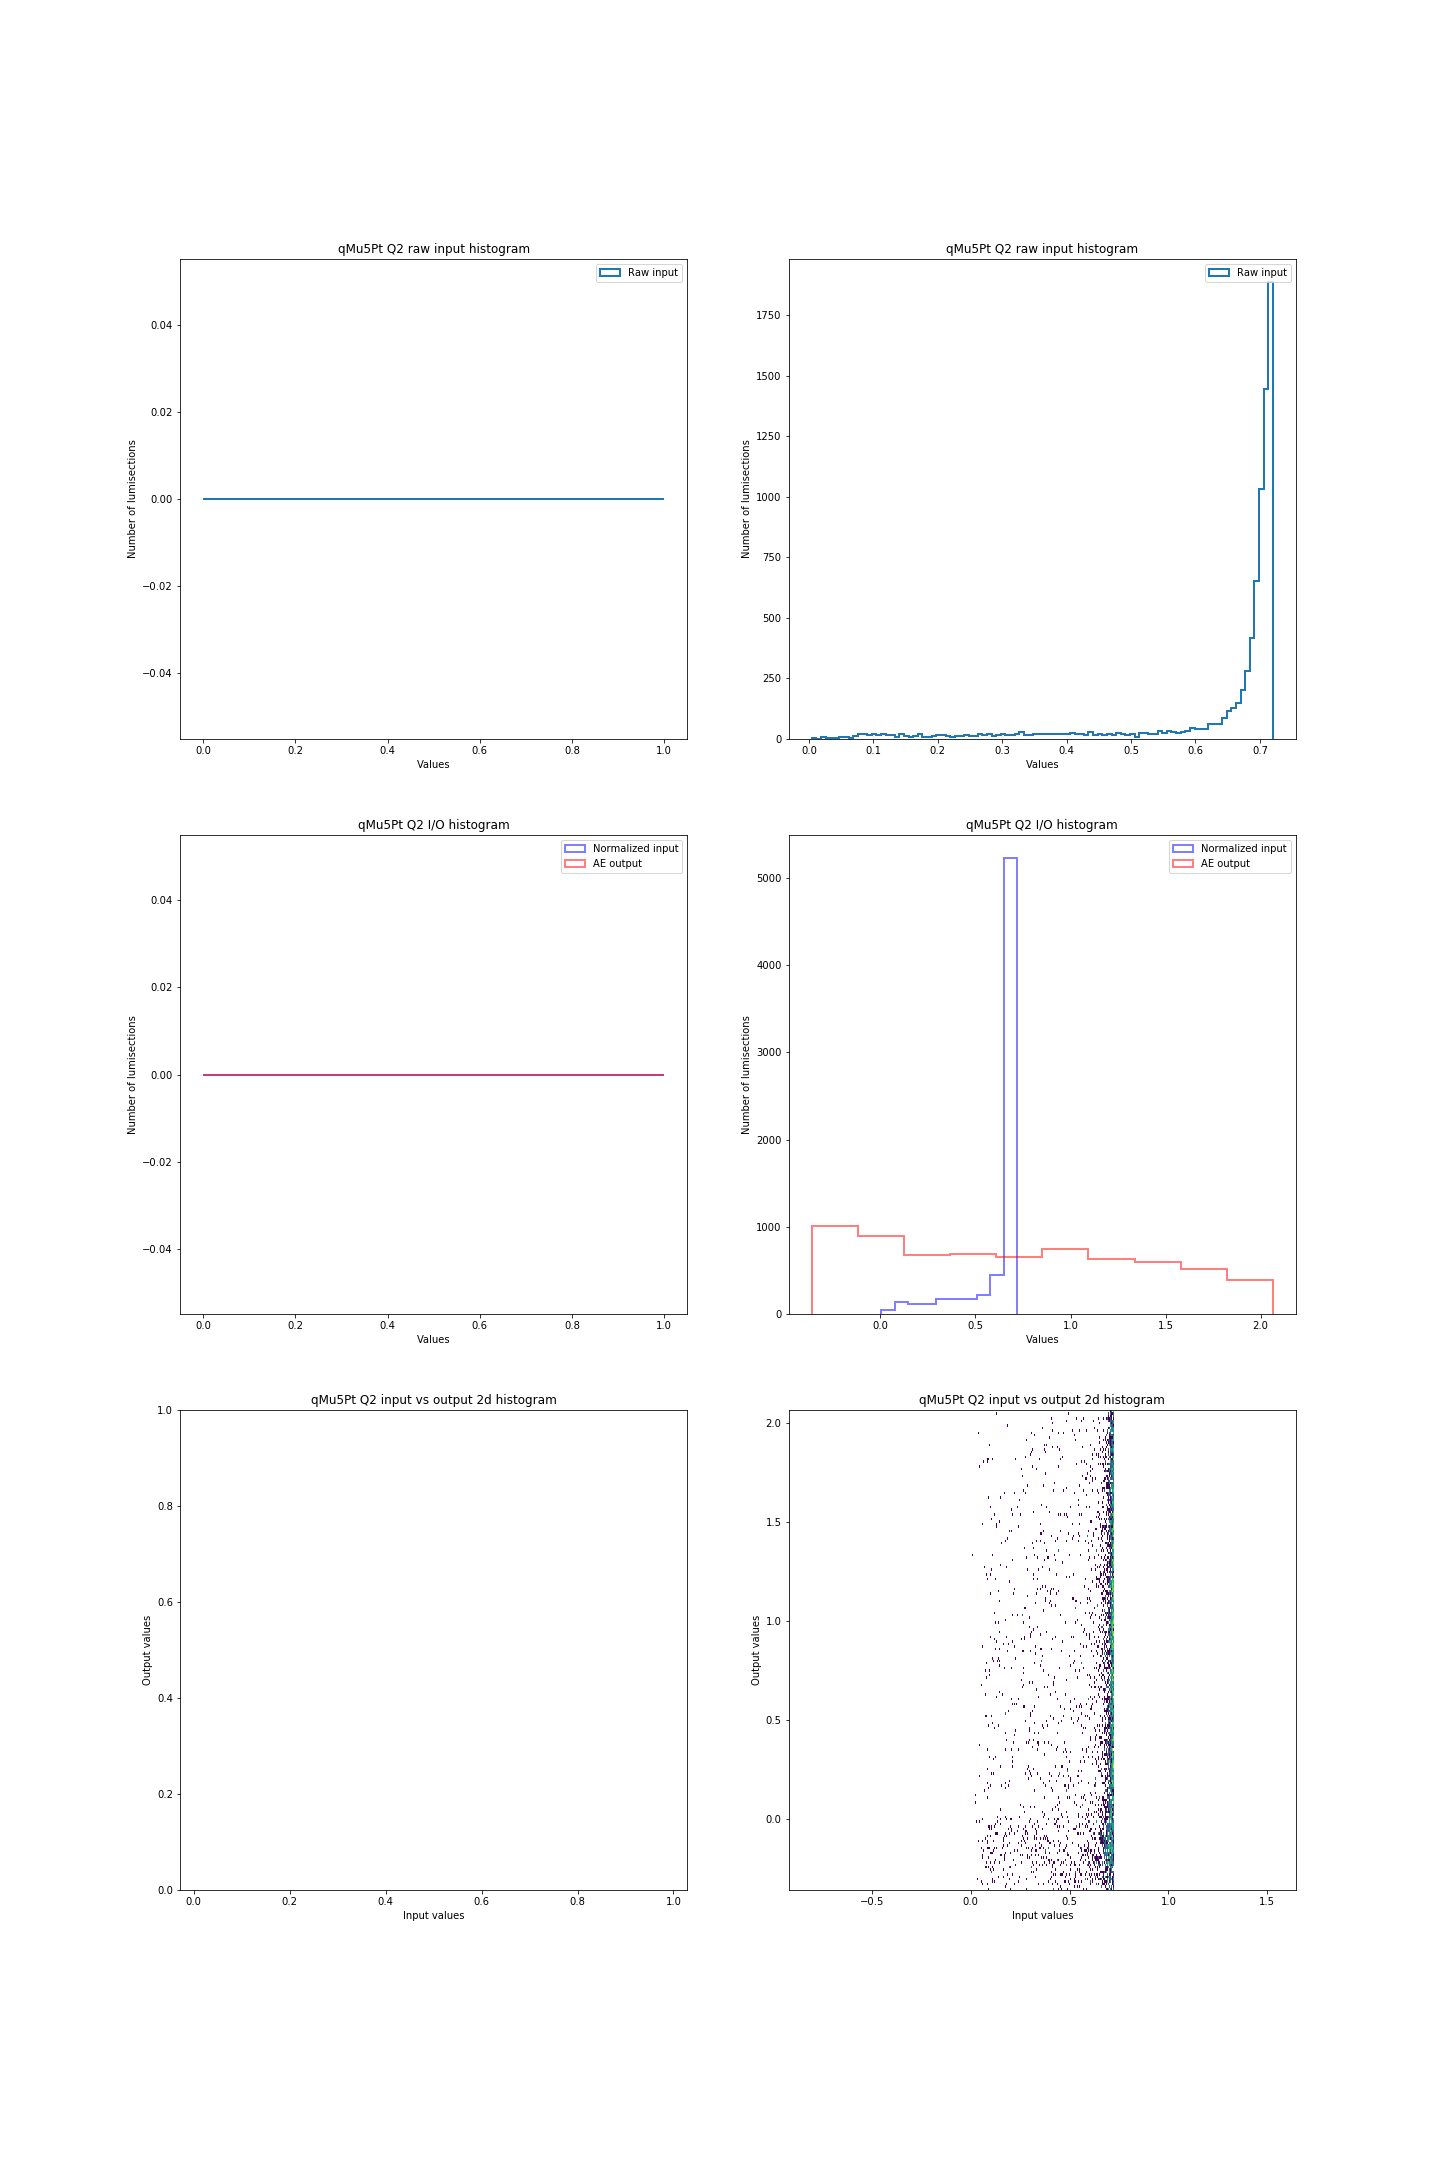 qMu5Pt Q2 raw input histogram
Raw input
0.04
0.02
0.00
−0.02
−0.04
Number of lumisections
0.0 0.2 0.4 0.6 0.8 1.0
Values
qMu5Pt Q2 raw input histogram
Raw input
1750
1500
1250
1000
750
500
250
0
Number of lumisections
0.0 0.1 0.2 0.3 0.4 0.5 0.6 0.7
Values
qMu5Pt Q2 I/O histogram
Normalized input
AE output
0.04
0.02
0.00
−0.02
−0.04
Number of lumisections
0.0 0.2 0.4 0.6 0.8 1.0
Values
qMu5Pt Q2 I/O histogram
Normalized input
AE output
5000
4000
3000
2000
1000
0
Number of lumisections
0.0 0.5 1.0 1.5 2.0
Values
qMu5Pt Q2 input vs output 2d histogram
1.0
0.8
0.6
0.4
0.2
0.0
Output values
0.0 0.2 0.4 0.6 0.8 1.0
Input values
qMu5Pt Q2 input vs output 2d histogram
2.0
1.5
1.0
0.5
0.0
Output values
−0.5 0.0 0.5 1.0 1.5
Input values